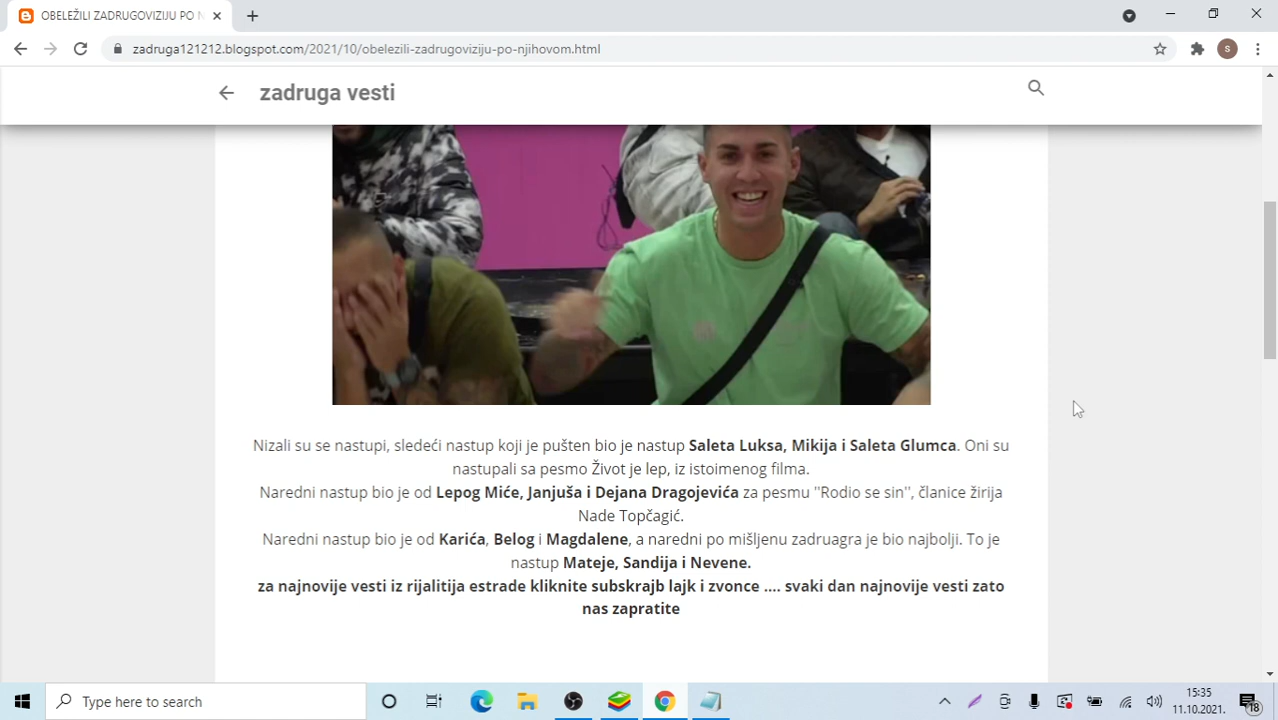 OBELEŽILI ZADRUGOVIZIJU PO N
zadruga121212.blogspot.com/2021/10/obelezili-zadrugoviziju-po-njihovom.html
S
zadruga vesti
Nizali su se nastupi, sledeći nastup koji je pušten bio je nastup Saleta Luksa, Mikija i Saleta Glumca. Oni su
nastupali sa pesmo Život je lep, iz istoimenog filma.
Naredni nastup bio je od Lepog Miće, Janjuša i Dejana Dragojevića za pesmu "Rodio se sin", članice žirija
Nade Topčagić.
Naredni nastup bio je od Karića, Belog i Magdalene, a naredni po mišljenu zadruagra je bio najbolji. To je
nastup Mateje, Sandija i Nevene.
za najnovije vesti iz rijalitija estrade kliknite subskrajb lajk i zvonce .... svaki dan najnovije vesti zato
nas zapratite
Type here to search
15:35
11.10.2021.
18